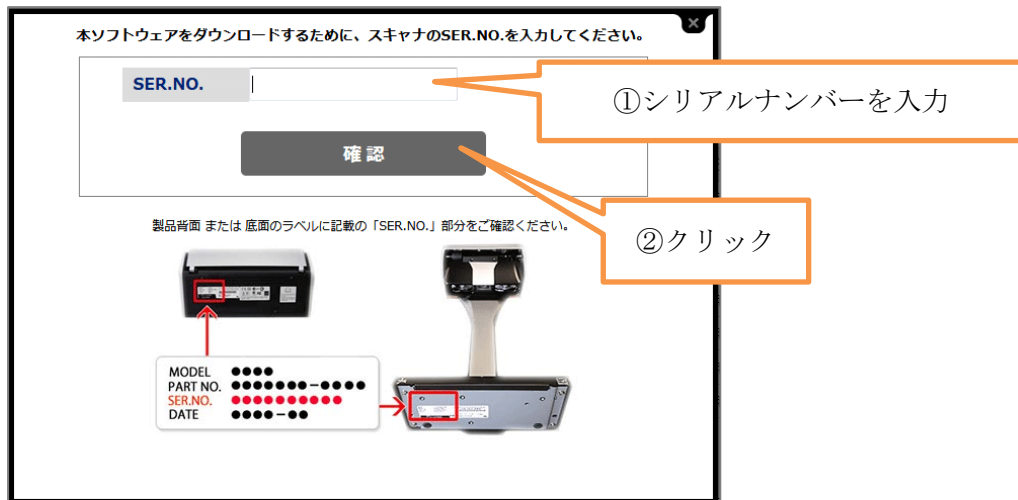 本ソフトウェアをダウンロードするために、スキャナのSER.NO.を入力してください。
SER.NO.
①シリアルナンバーを入力
確認
②クリック
製品背面 または 底面のラベルに記載の「SER.NO.」部分をご確認ください。
MODEL ●●●●
PART NO. ●●●●●●●－●●●●
SER.NO. ●●●●●●●●●●
DATE ●●●●－●●